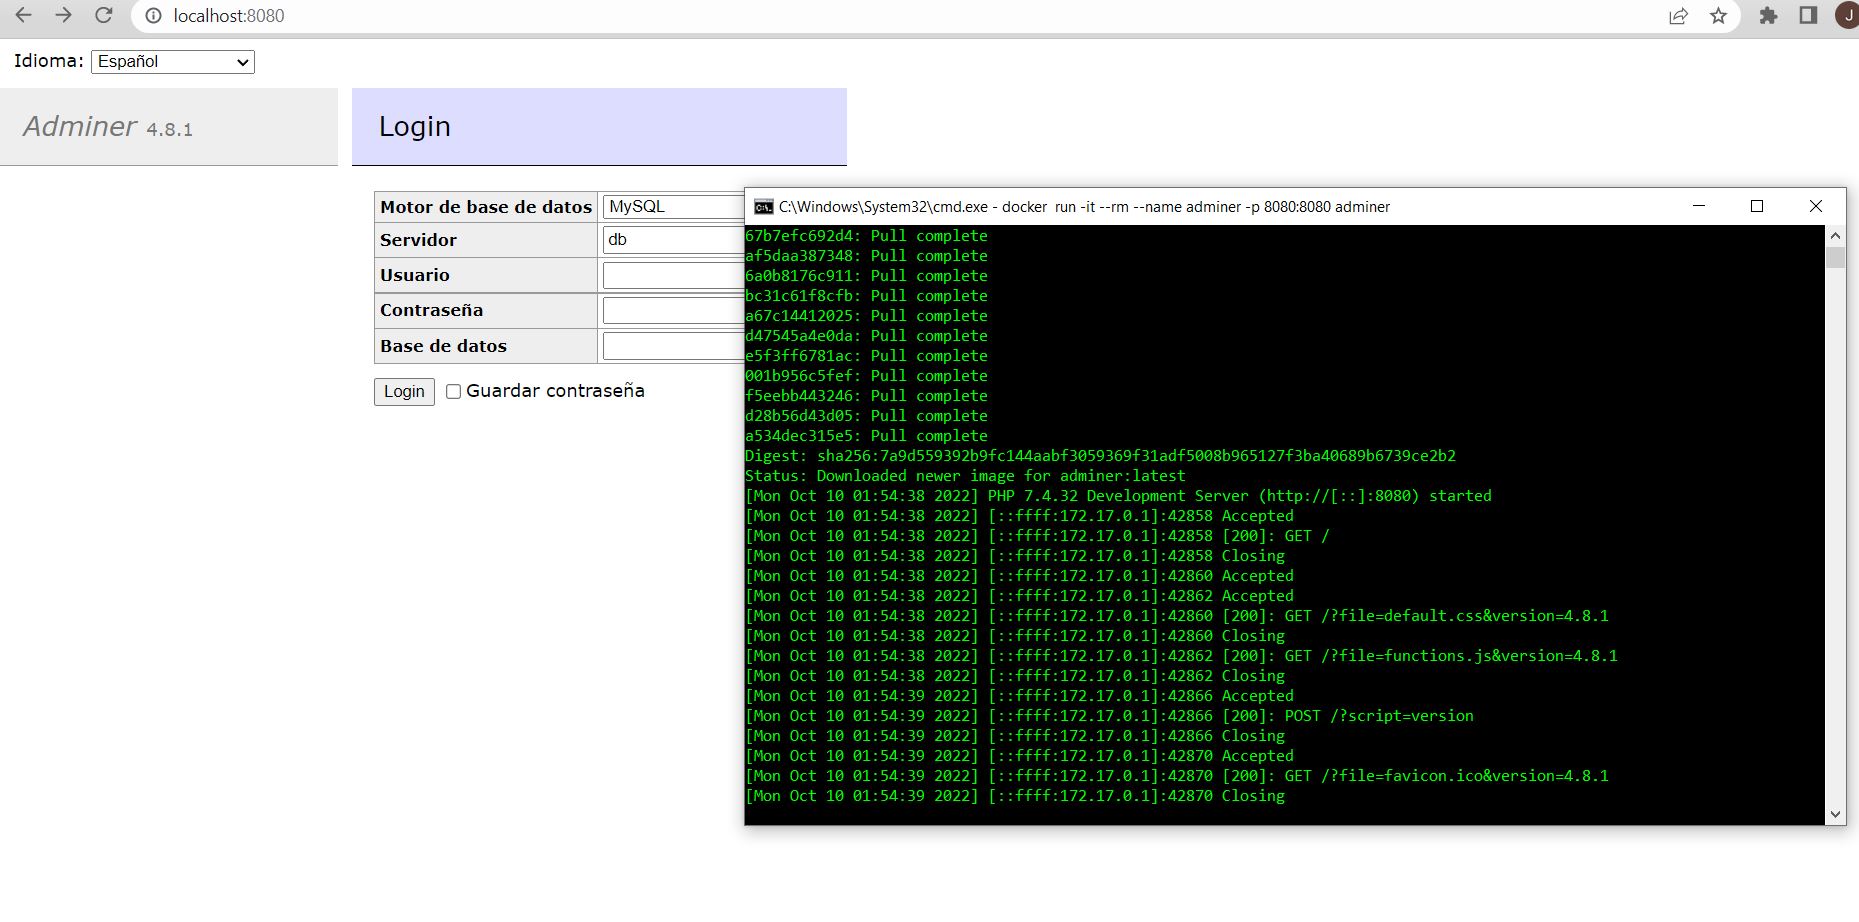 localhost:8080
J
Idioma: Español
Adminer 4.8.1
Login
Motor de base de datos MySQL
Servidor db
Usuario
Contraseña
Base de datos
Login Guardar contraseña
C:\Windows\System32\cmd.exe - docker  run -it --rm --name adminer -p 8080:8080 adminer
67b7efc692d4: Pull complete
af5daa387348: Pull complete
6a0b8176c911: Pull complete
bc31c61f8cfb: Pull complete
a67c14412025: Pull complete
d47545a4e0da: Pull complete
e5f3ff6781ac: Pull complete
001b956c5fef: Pull complete
f5eebb443246: Pull complete
d28b56d43d05: Pull complete
a534dec315e5: Pull complete
Digest: sha256:7a9d559392b9fc144aabf3059369f31adf5008b965127f3ba40689b6739ce2b2
Status: Downloaded newer image for adminer:latest
[Mon Oct 10 01:54:38 2022] PHP 7.4.32 Development Server (http://[::]:8080) started
[Mon Oct 10 01:54:38 2022] [::ffff:172.17.0.1]:42858 Accepted
[Mon Oct 10 01:54:38 2022] [::ffff:172.17.0.1]:42858 [200]: GET /
[Mon Oct 10 01:54:38 2022] [::ffff:172.17.0.1]:42858 Closing
[Mon Oct 10 01:54:38 2022] [::ffff:172.17.0.1]:42860 Accepted
[Mon Oct 10 01:54:38 2022] [::ffff:172.17.0.1]:42862 Accepted
[Mon Oct 10 01:54:38 2022] [::ffff:172.17.0.1]:42860 [200]: GET /?file=default.css&version=4.8.1
[Mon Oct 10 01:54:38 2022] [::ffff:172.17.0.1]:42860 Closing
[Mon Oct 10 01:54:38 2022] [::ffff:172.17.0.1]:42862 [200]: GET /?file=functions.js&version=4.8.1
[Mon Oct 10 01:54:38 2022] [::ffff:172.17.0.1]:42862 Closing
[Mon Oct 10 01:54:39 2022] [::ffff:172.17.0.1]:42866 Accepted
[Mon Oct 10 01:54:39 2022] [::ffff:172.17.0.1]:42866 [200]: POST /?script=version
[Mon Oct 10 01:54:39 2022] [::ffff:172.17.0.1]:42866 Closing
[Mon Oct 10 01:54:39 2022] [::ffff:172.17.0.1]:42870 Accepted
[Mon Oct 10 01:54:39 2022] [::ffff:172.17.0.1]:42870 [200]: GET /?file=favicon.ico&version=4.8.1
[Mon Oct 10 01:54:39 2022] [::ffff:172.17.0.1]:42870 Closing